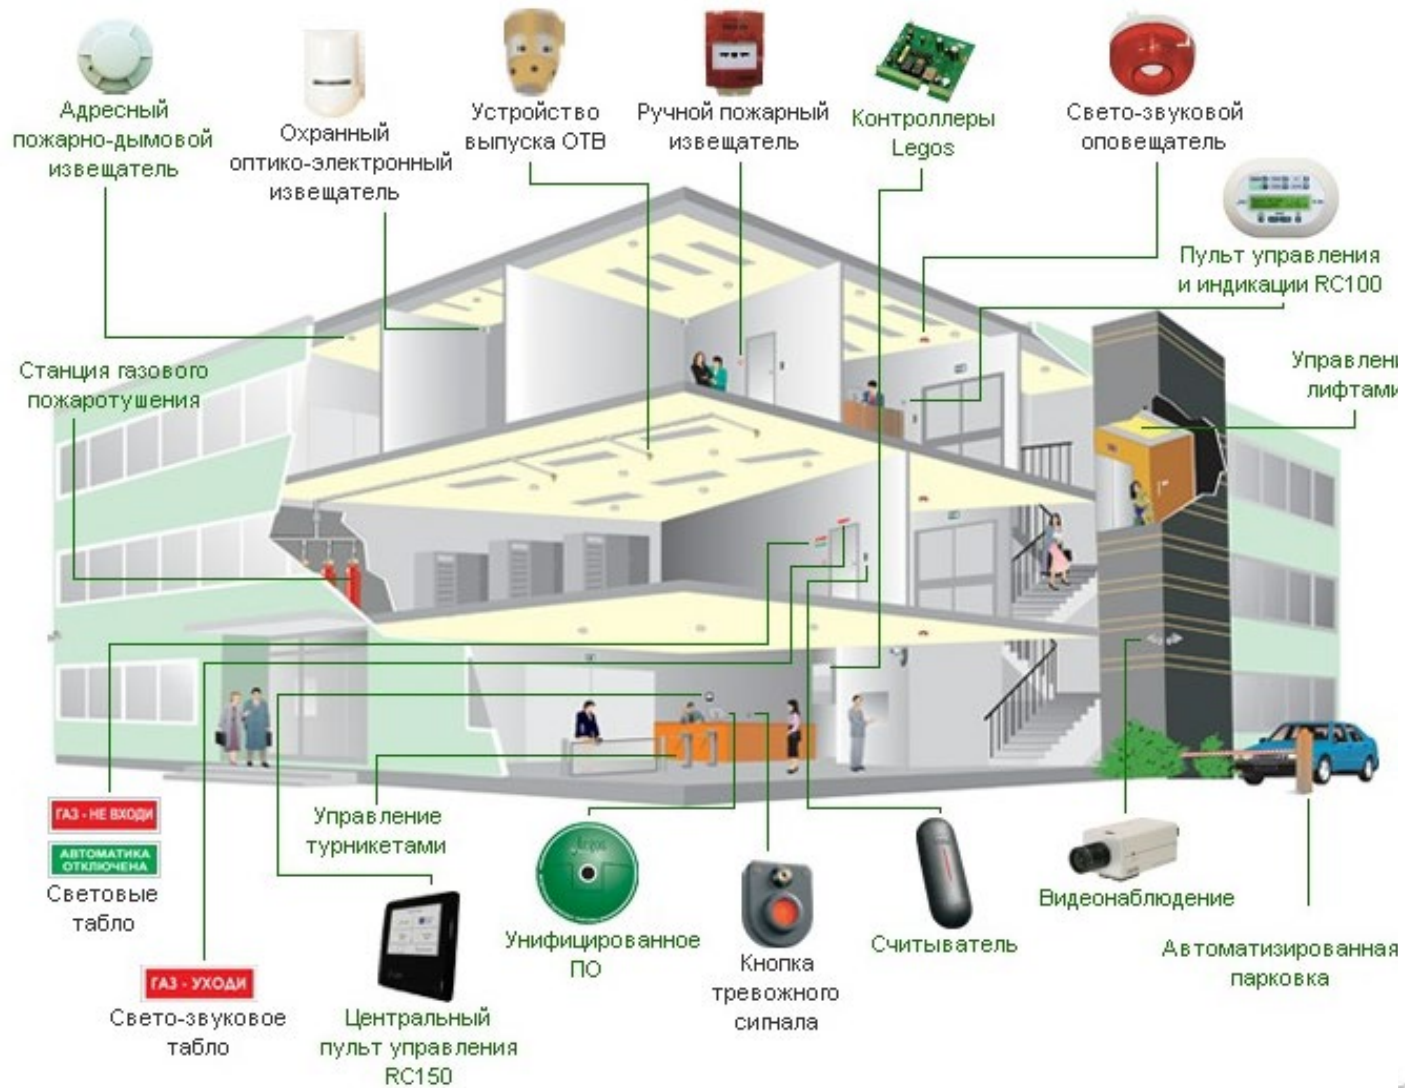 Адресный
пожарно-дымовой
извещатель
Охранный
оптико-электронный
извещатель
Устройство
выпуска ОТВ
Ручной пожарный
извещатель
Контроллеры
Legos
Свето-звуковой
оповещатель
Пульт управления
и индикации RC100
Станция газового
пожаротушения
Управлени
лифтами
ГАЗ - НЕ ВХОДИ
АВТОМАТИКА
ОТКЛЮЧЕНА
Световые
табло
ГАЗ - УХОДИ
Свето-звуковое
табло
Управление
турникетами
Центральный
пульт управления
RC150
Унифицированное
ПО
Кнопка
тревожного
сигнала
Считыватель
Видеонаблюдение
Автоматизированная
парковка